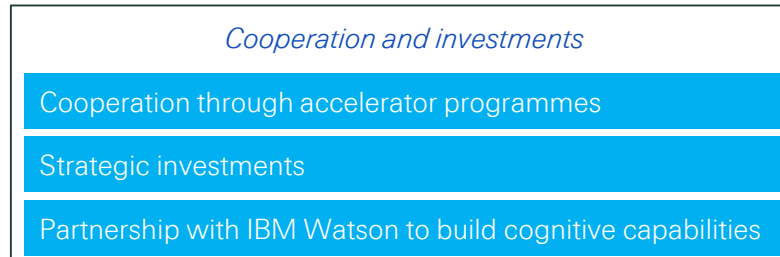 Cooperation and investments
Cooperation through accelerator programmes
Strategic investments
Partnership with IBM Watson to build cognitive capabilities